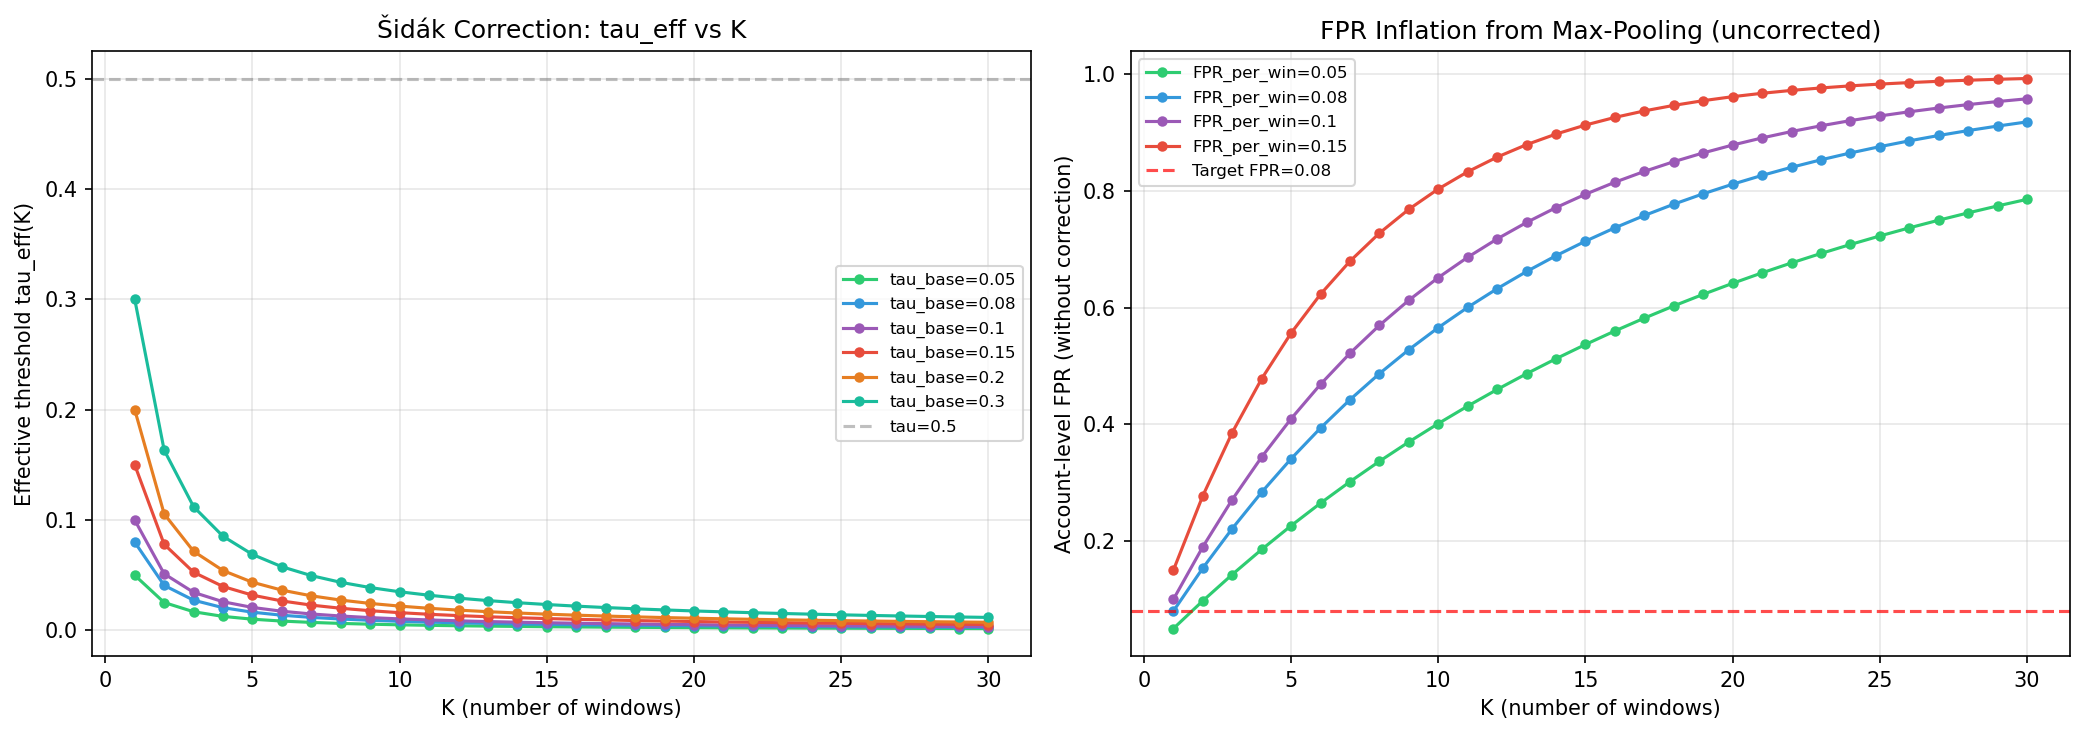 Šidák Correction: tau_eff vs K
Effective threshold tau_eff(K)
0.5
0.4
0.3
0.2
0.1
0.0
tau_base=0.05
tau_base=0.08
tau_base=0.1
tau_base=0.15
tau_base=0.2
tau_base=0.3
tau=0.5
0 5 10 15 20 25 30
K (number of windows)
FPR Inflation from Max-Pooling (uncorrected)
Account-level FPR (without correction)
1.0
0.8
0.6
0.4
0.2
FPR_per_win=0.05
FPR_per_win=0.08
FPR_per_win=0.1
FPR_per_win=0.15
Target FPR=0.08
0 5 10 15 20 25 30
K (number of windows)